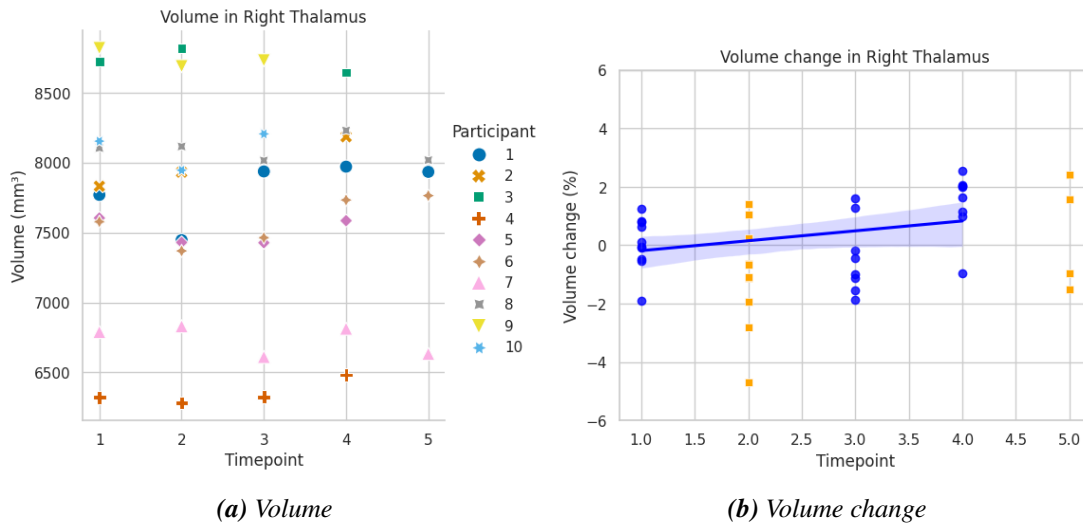 Volume in Right Thalamus
Volume (mm³)
8500
8000
7500
7000
6500
1 2 3 4 5
Timepoint
Participant
1
2
3
4
5
6
7
8
9
10
(a) Volume
Volume change in Right Thalamus
Volume change (%)
6
4
2
0
−2
−4
−6
1.0 1.5 2.0 2.5 3.0 3.5 4.0 4.5 5.0
Timepoint
(b) Volume change